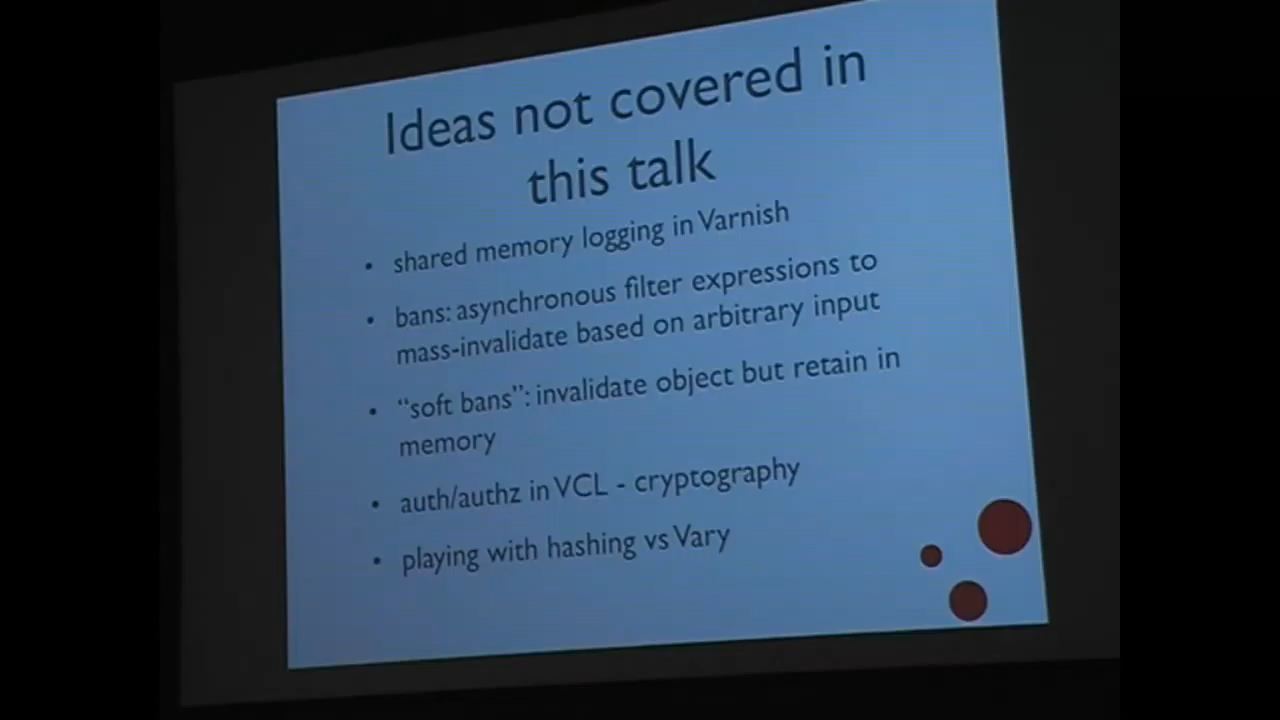 Ideas not covered in
this talk
• shared memory logging in Varnish
• bans: asynchronous filter expressions to
mass-invalidate based on arbitrary input
• “soft bans”: invalidate object but retain in
memory
• auth/authz in VCL - cryptography
• playing with hashing vs Vary